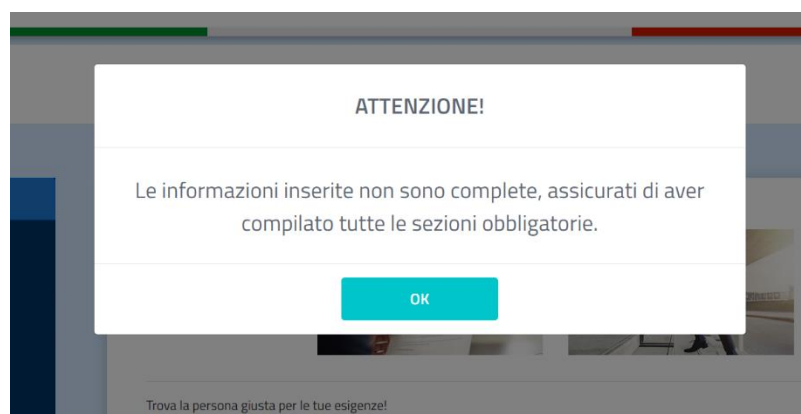 ATTENZIONE!
Le informazioni inserite non sono complete, assicurati di aver
compilato tutte le sezioni obbligatorie.
OK
Trova la persona giusta per le tue esigenze!